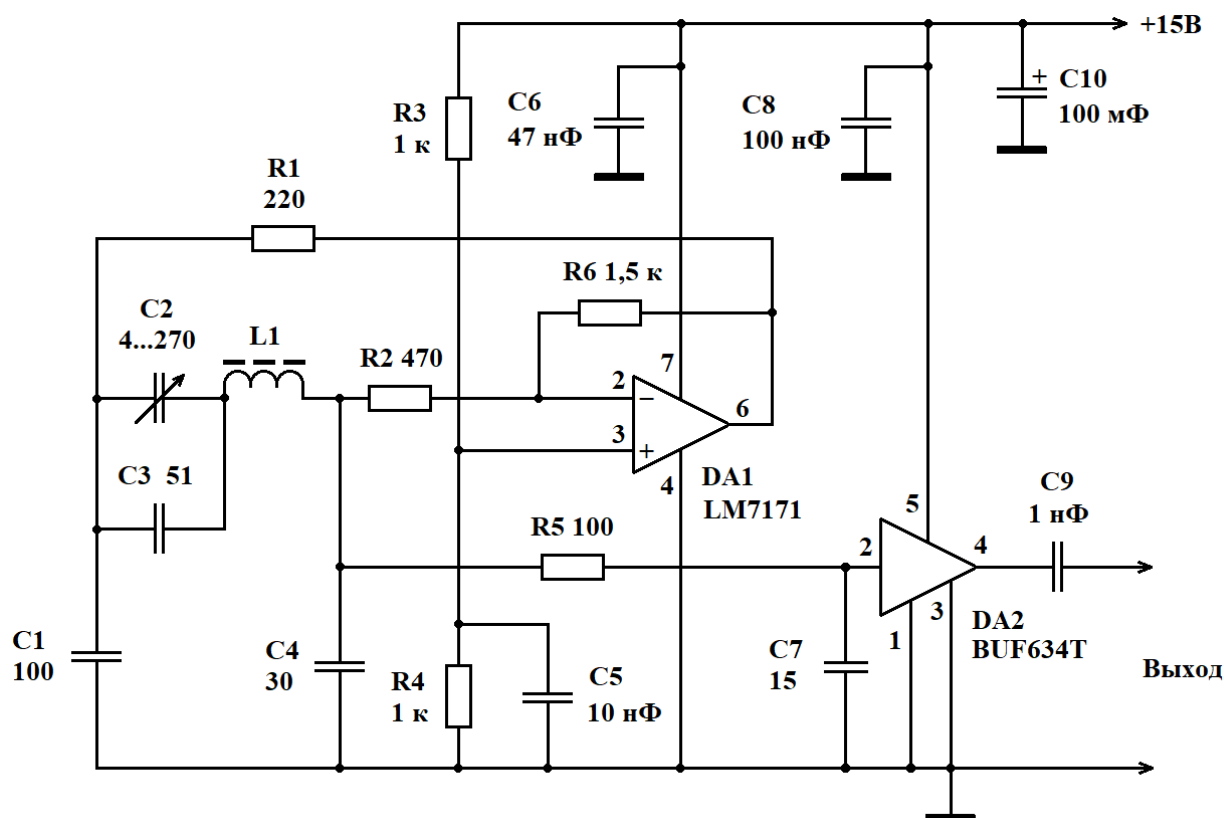 +15В
R3
1 к
C6
47 нФ
C8
100 нФ
+
C10
100 мФ
R1
220
R6 1,5 к
C2
4...270
L1
R2 470
7
2
−
3
+
6
4
DA1
LM7171
C3 51
R5 100
5
2
4
C9
1 нФ
1
3
DA2
BUF634T
C1
100
C4
30
R4
1 к
C5
10 нФ
C7
15
Выход